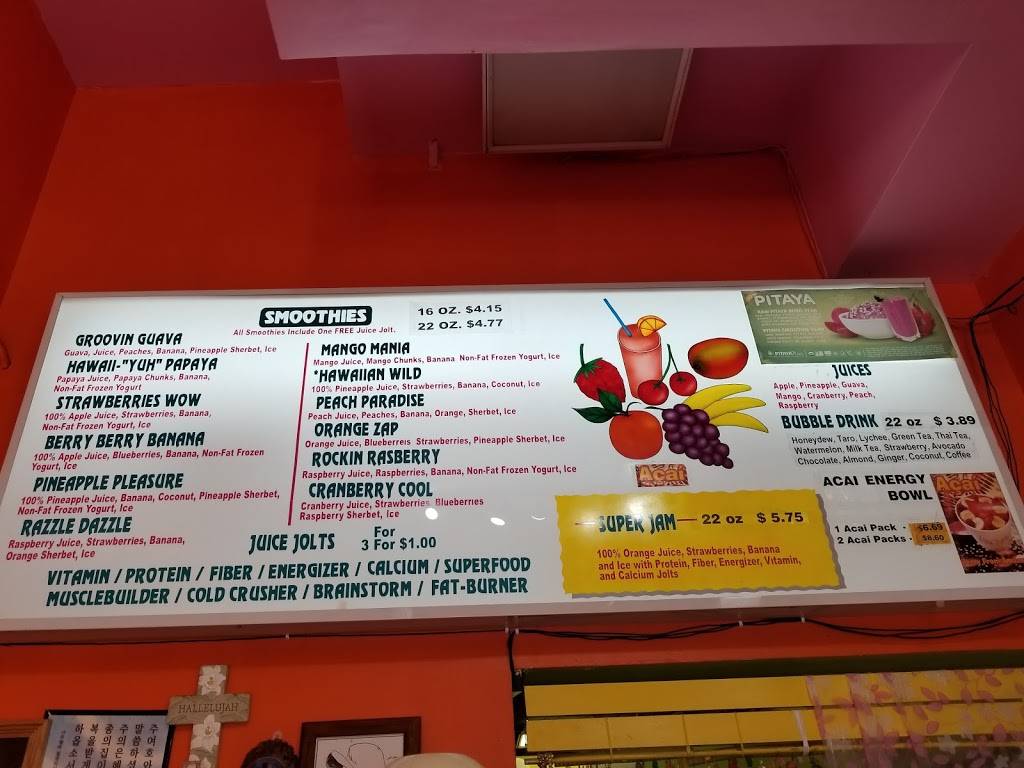 SMOOTHIES
All Smoothies Include One FREE Juice Jolt.
16 OZ. $4.15
22 OZ. $4.77
GROOVIN GUAVA
Guava, Juice, Peaches, Banana, Pineapple Sherbet, Ice
HAWAII-"YUH" PAPAYA
Papaya Juice, Papaya Chunks, Banana,
Non-Fat Frozen Yogurt
STRAWBERRIES WOW
100% Apple Juice, Strawberries, Banana,
Non-Fat Frozen Yogurt, Ice
BERRY BERRY BANANA
100% Apple Juice, Blueberries, Banana, Non-Fat Frozen
Yogurt, Ice
PINEAPPLE PLEASURE
100% Pineapple Juice, Banana, Coconut, Pineapple Sherbet,
Non-Fat Frozen Yogurt, Ice
RAZZLE DAZZLE
Raspberry Juice, Strawberries, Banana,
Orange Sherbet, Ice
MANGO MANIA
Mango Juice, Mango Chunks, Banana Non-Fat Frozen Yogurt, Ice
*HAWAIIAN WILD
100% Pineapple Juice, Strawberries, Banana, Coconut, Ice
PEACH PARADISE
Peach Juice, Peaches, Banana, Orange, Sherbet, Ice
ORANGE ZAP
Orange Juice, Blueberreis Strawberries, Pineapple Sherbet, Ice
ROCKIN RASBERRY
Raspberry Juice, Raspberries, Banana, Non-Fat Frozen Yogurt, Ice
CRANBERRY COOL
Cranberry Juice, Strawberries, Blueberries
Raspberry Sherbet, Ice
JUICE JOLTS
For
3 For $1.00
VITAMIN / PROTEIN / FIBER / ENERGIZER / CALCIUM / SUPERFOOD
MUSCLEBUILDER / COLD CRUSHER / BRAINSTORM / FAT-BURNER
Acai
SUPER JAM 22 oz $ 5.75
100% Orange Juice, Strawberries, Banana
and Ice with Protein, Fiber, Energizer, Vitamin,
and Calcium Jolts
PITAYA
JUICES
Apple, Pineapple, Guava,
Mango, Cranberry, Peach,
Raspberry
BUBBLE DRINK 22 oz $ 3.89
Honeydew, Taro, Lychee, Green Tea, Thai Tea,
Watermelon, Milk Tea, Strawberry, Avocado
Chocolate, Almond, Ginger, Coconut, Coffee
ACAI ENERGY
BOWL
Acai
1 Acai Pack - $6.69
2 Acai Packs - $8.60
HALLELUJAH